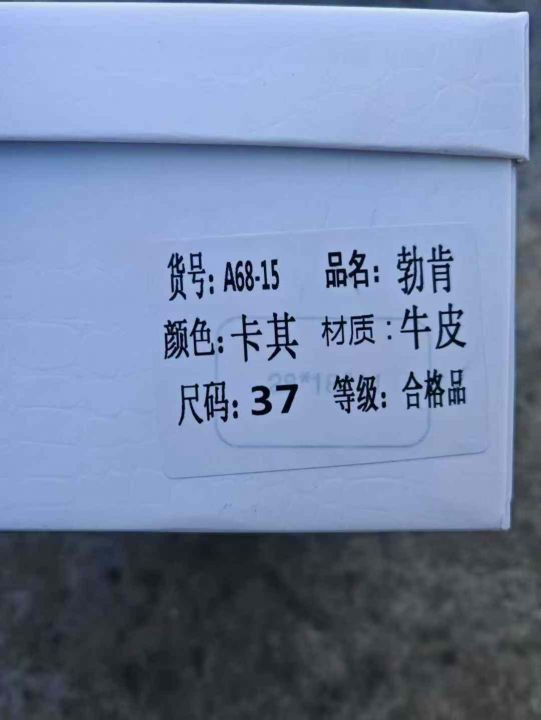 货号: A68-15 品名: 勃肯
颜色: 卡其 材质: 牛皮
尺码: 37 等级: 合格品